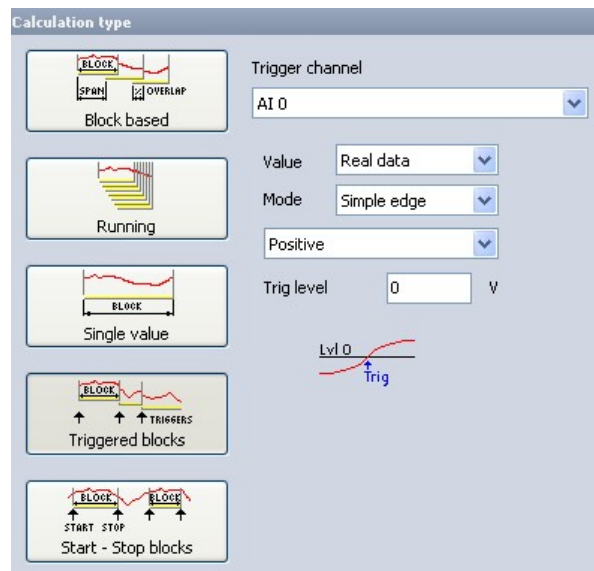 Calculation type
BLOCK
SPAN % OVERLAP
Block based
Running
BLOCK
Single value
BLOCK
TRIGGERS
Triggered blocks
BLOCK BLOCK
START STOP
Start - Stop blocks
Trigger channel
AI 0
Value Real data
Mode Simple edge
Positive
Trig level 0 V
Lvl 0
Trig